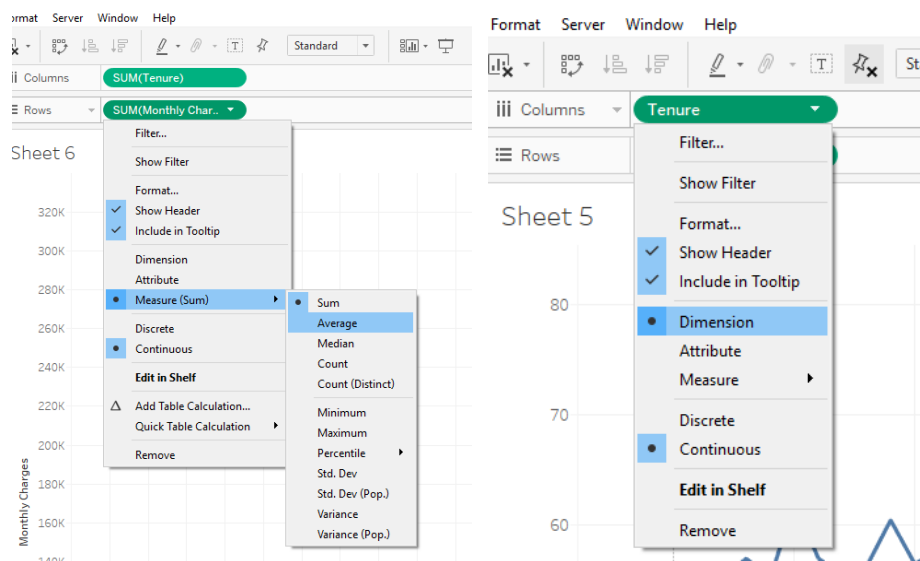 ormat Server Window Help
Standard
Columns SUM(Tenure)
Rows SUM(Monthly Char..
Sheet 6
Filter...
Show Filter
Format...
Show Header
Include in Tooltip
Dimension
Attribute
Measure (Sum)
Discrete
Continuous
Edit in Shelf
Add Table Calculation...
Quick Table Calculation
Remove
Sum
Average
Median
Count
Count (Distinct)
Minimum
Maximum
Percentile
Std. Dev
Std. Dev (Pop.)
Variance
Variance (Pop.)
320K
300K
280K
260K
240K
220K
200K
180K
160K
140K
Monthly Charges
Format Server Window Help
St
Columns Tenure
Rows
Sheet 5
Filter...
Show Filter
Format...
Show Header
Include in Tooltip
Dimension
Attribute
Measure
Discrete
Continuous
Edit in Shelf
Remove
80
70
60